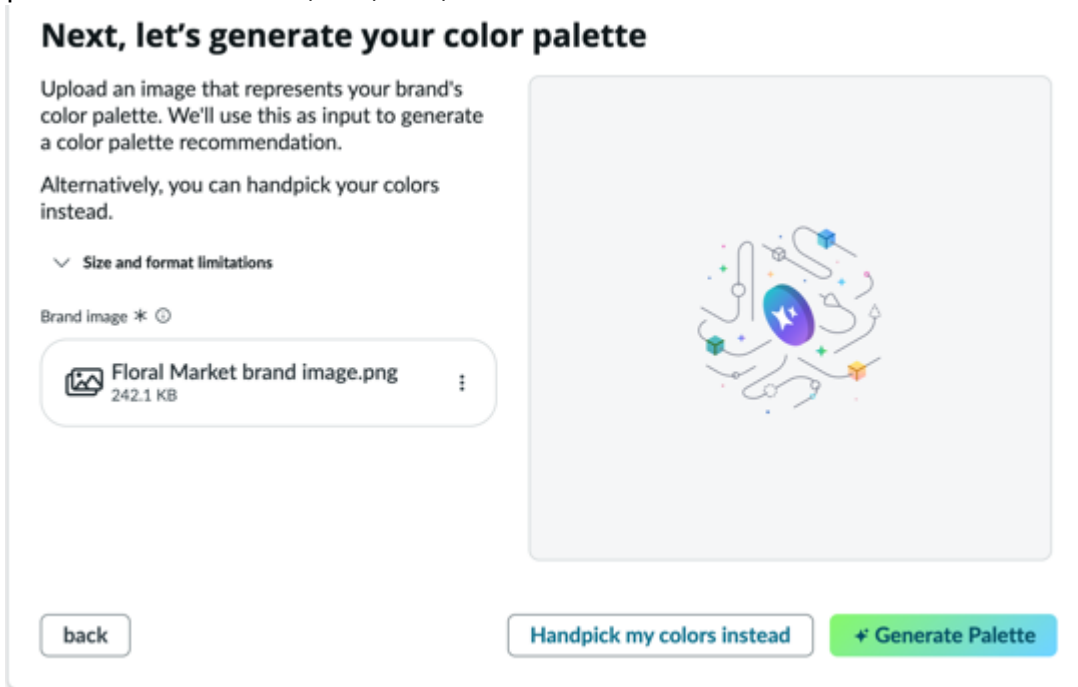 Next, let's generate your color palette
Upload an image that represents your brand's
color palette. We'll use this as input to generate
a color palette recommendation.
Alternatively, you can handpick your colors
instead.
Size and format limitations
Brand image *
Floral Market brand image.png
242.1 KB
back
Handpick my colors instead
Generate Palette